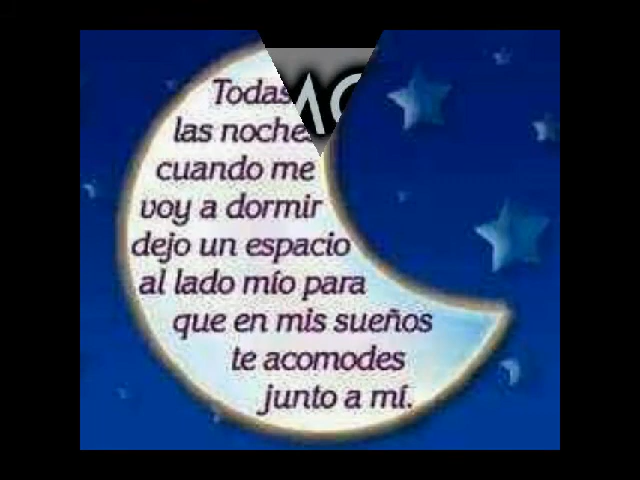 Todas
las noches
cuando me
voy a dormir
dejo un espacio
al lado mío para
que en mis sueños
te acomodes
junto a mí.